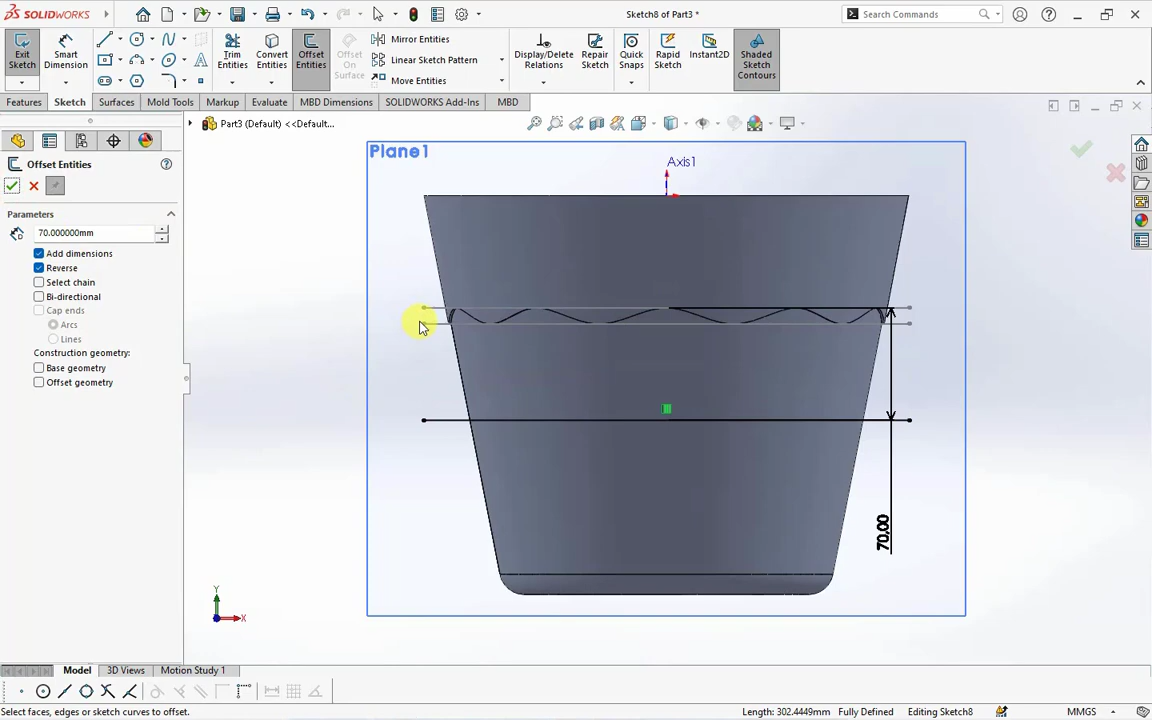 SOLIDWORKS
Sketch8 of Part3 *
Search Commands
Exit Sketch
Smart Dimension
Trim Entities
Convert Entities
Offset Entities
Offset On Surface
Mirror Entities
Linear Sketch Pattern
Move Entities
Display/Delete Relations
Repair Sketch
Quick Snaps
Rapid Sketch
Instant2D
Shaded Sketch Contours
Features
Sketch
Surfaces
Mold Tools
Markup
Evaluate
MBD Dimensions
SOLIDWORKS Add-Ins
MBD
Part3 (Default) <<Default...
Offset Entities
Parameters
70.000000mm
Add dimensions
Reverse
Select chain
Bi-directional
Cap ends
Arcs
Lines
Construction geometry:
Base geometry
Offset geometry
Plane1
Axis1
70,00
Y
X
Model
3D Views
Motion Study 1
Select faces, edges or sketch curves to offset.
Length: 302.4449mm
Fully Defined
Editing Sketch8
MMGS